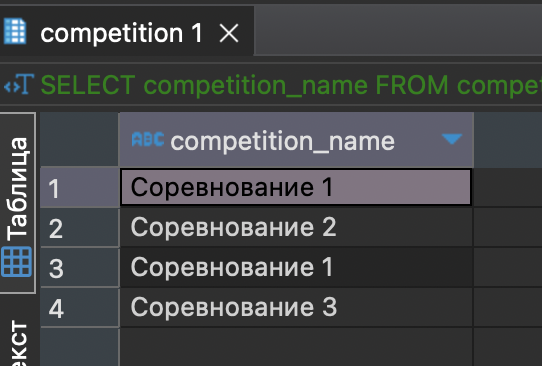 competition 1
SELECT competition_name FROM compet
Таблица
ABC competition_name
1 Соревнование 1
2 Соревнование 2
3 Соревнование 1
4 Соревнование 3